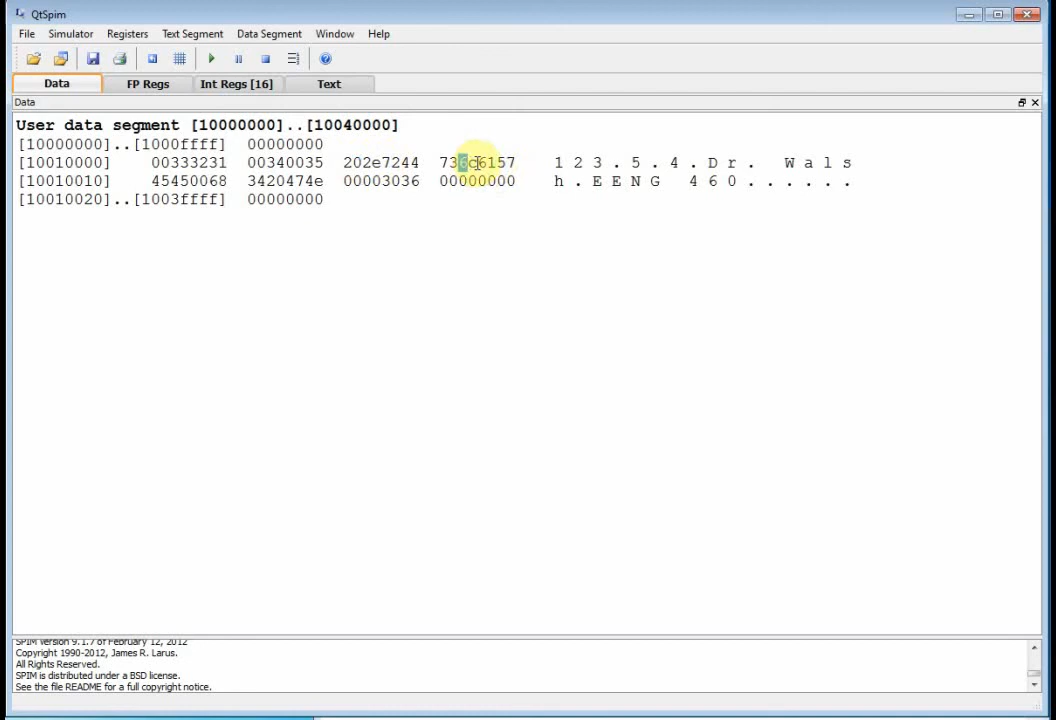 QtSpim
File Simulator Registers Text Segment Data Segment Window Help
Data FP Regs Int Regs [16] Text
Data
User data segment [10000000]..[10040000]
[10000000]..[1000ffff] 00000000
[10010000] 00333231 00340035 202e7244 736c6157 1 2 3 . 5 . 4 . D r . W a l s
[10010010] 45450068 3420474e 00003036 00000000 h . E E N G 4 6 0 . . . . . .
[10010020]..[1003ffff] 00000000
SPIM Version 9.1.7 of February 12, 2012
Copyright 1990-2012, James R. Larus.
All Rights Reserved.
SPIM is distributed under a BSD license.
See the file README for a full copyright notice.